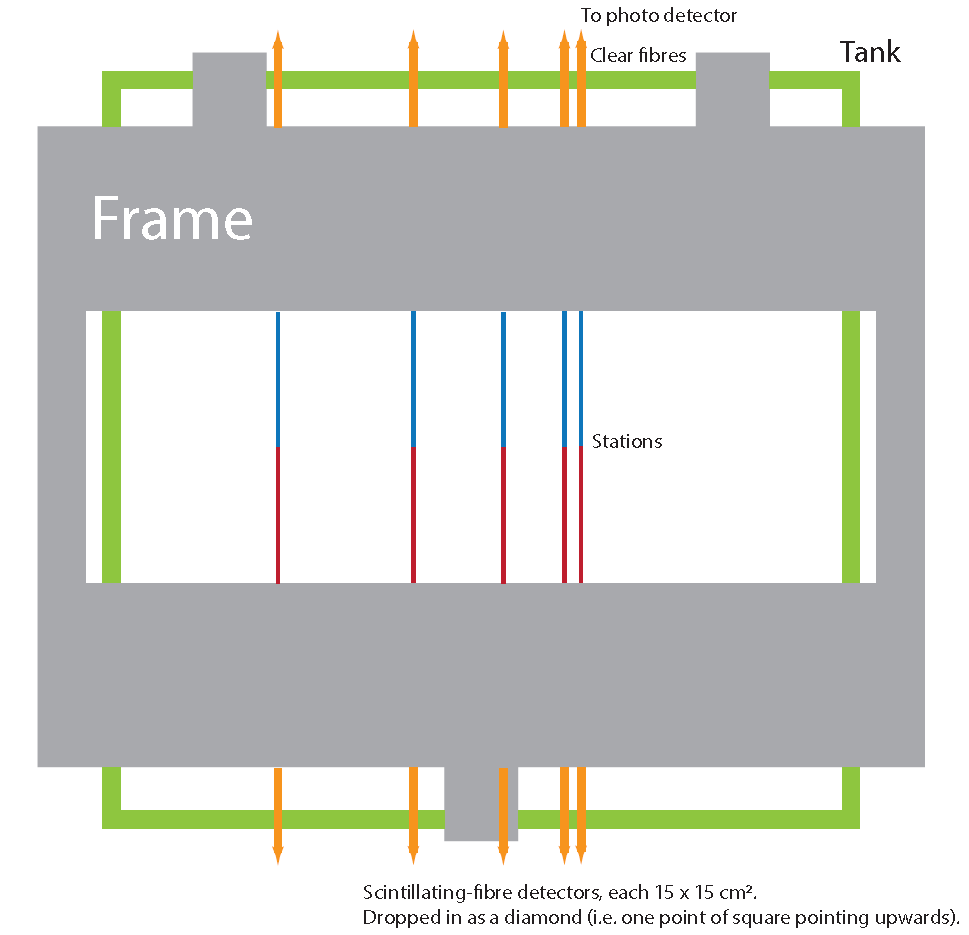 To photo detector
Clear fibres
Tank
Frame
Stations
Scintillating-fibre detectors, each 15 x 15 cm².
Dropped in as a diamond (i.e. one point of square pointing upwards).